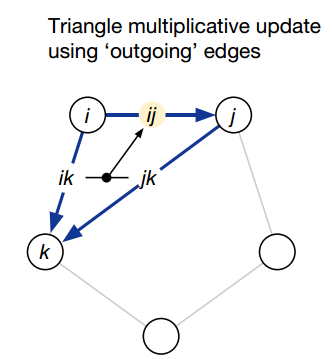 Triangle multiplicative update
using ‘outgoing’ edges
i
ij
j
ik
jk
k